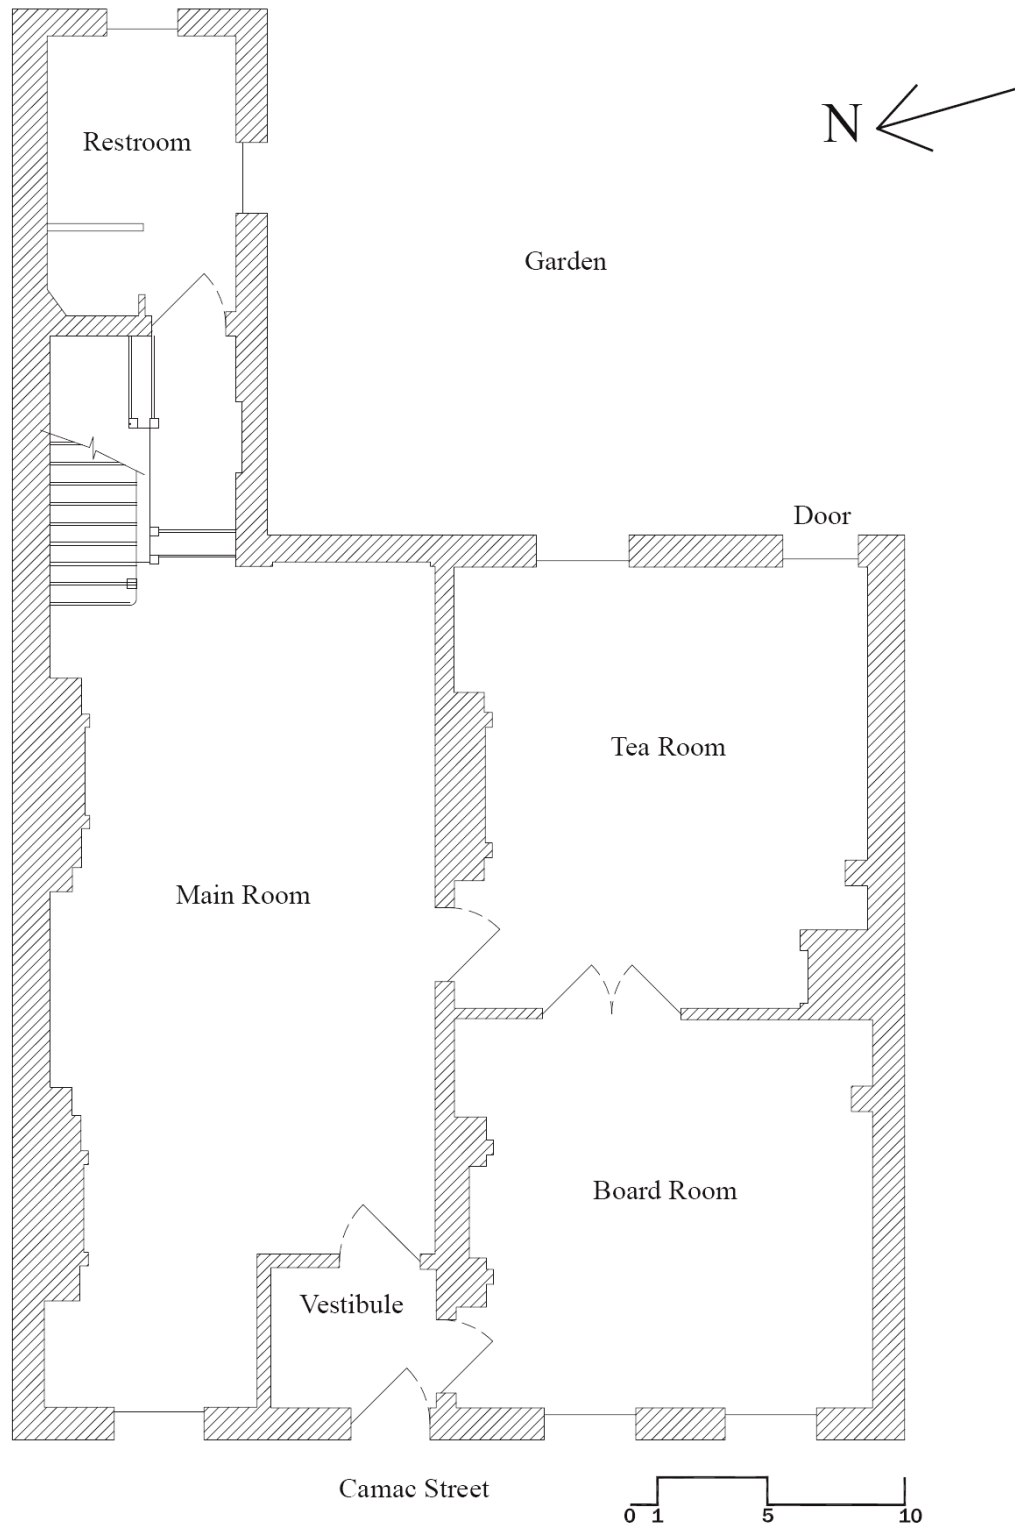 N
Restroom
Garden
Door
Tea Room
Main Room
Board Room
Vestibule
Camac Street
0 1 5 10